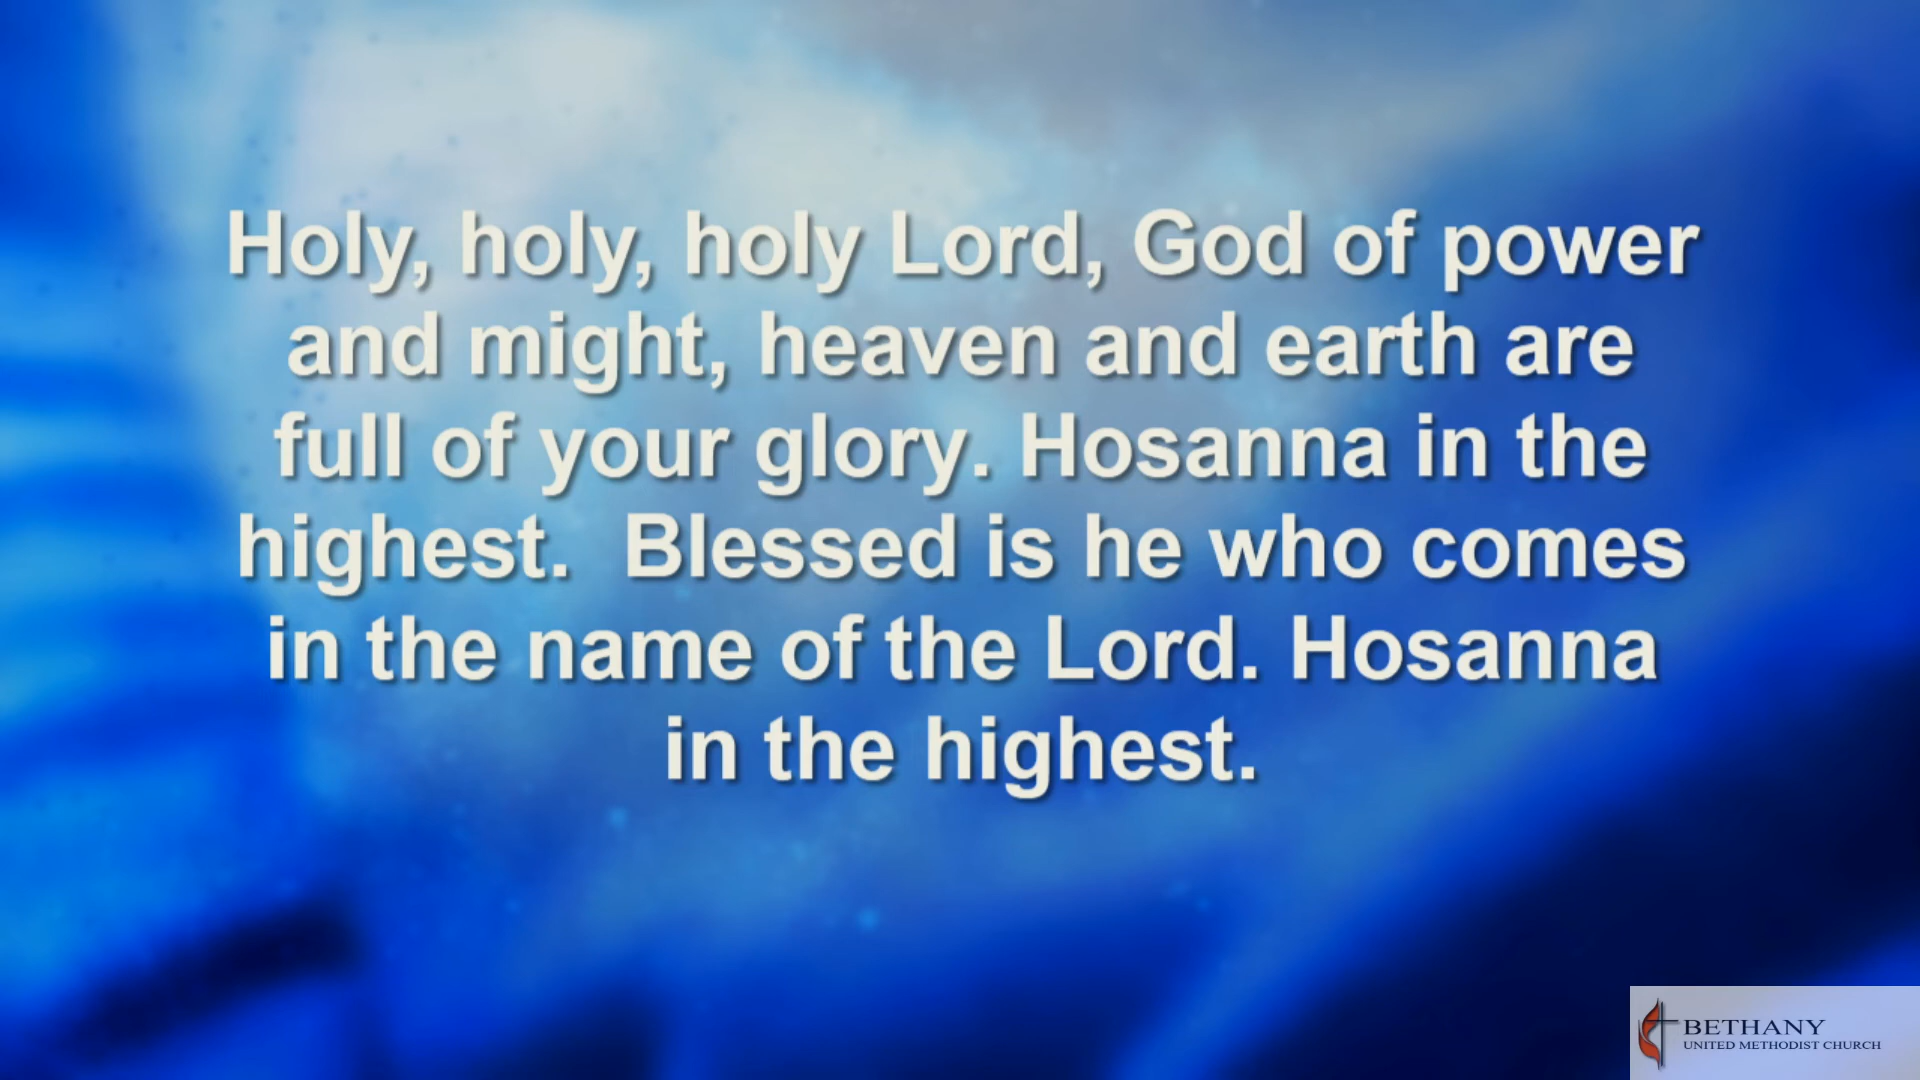 Holy, holy, holy Lord, God of power
and might, heaven and earth are
full of your glory. Hosanna in the
highest.  Blessed is he who comes
in the name of the Lord. Hosanna
in the highest.
BETHANY
UNITED METHODIST CHURCH